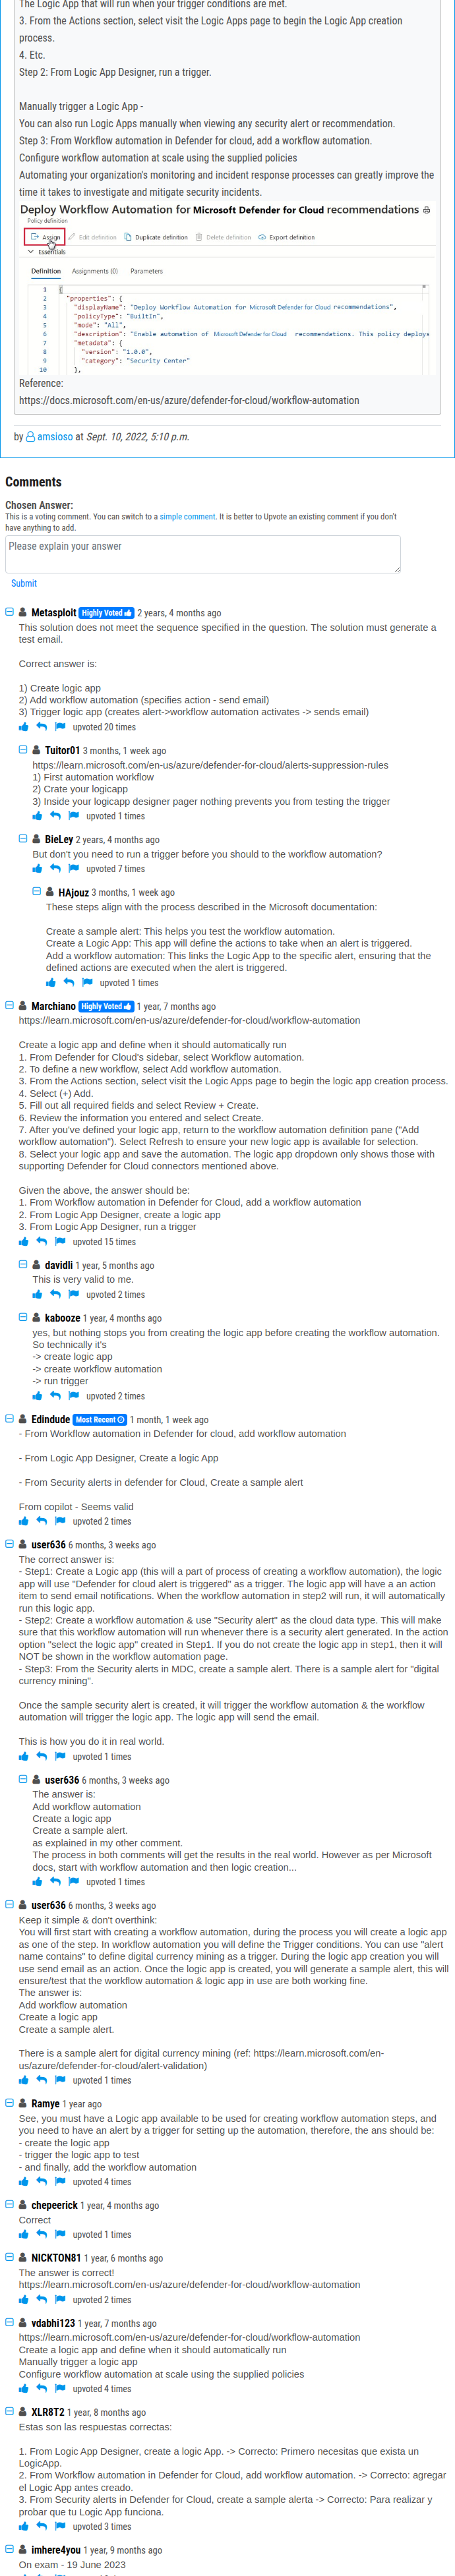 The Logic App that will run when your trigger conditions are met.
3. From the Actions section, select visit the Logic Apps page to begin the Logic App creation
process.
4. Etc.
Step 2: From Logic App Designer, run a trigger.
Manually trigger a Logic App -
You can also run Logic Apps manually when viewing any security alert or recommendation.
Step 3: From Workflow automation in Defender for cloud, add a workflow automation.
Configure workflow automation at scale using the supplied policies
Automating your organization's monitoring and incident response processes can greatly improve the
time it takes to investigate and mitigate security incidents.
Deploy Workflow Automation for Microsoft Defender for Cloud recommendations
Policy definition
Assign Edit definition Duplicate definition Delete definition Export definition
Essentials
Definition Assignments (0) Parameters
1 {
2 "properties": {
3 "displayName": "Deploy Workflow Automation for Microsoft Defender for Cloud recommendations",
4 "policyType": "BuiltIn",
5 "mode": "All",
6 "description": "Enable automation of Microsoft Defender for Cloud recommendations. This policy deploys
7 "metadata": {
8 "version": "1.0.0",
9 "category": "Security Center"
10 },
Reference:
https://docs.microsoft.com/en-us/azure/defender-for-cloud/workflow-automation
by amsioso at Sept. 10, 2022, 5:10 p.m.
Comments
Chosen Answer:
This is a voting comment. You can switch to a simple comment. It is better to Upvote an existing comment if you don't
have anything to add.
Please explain your answer
Submit
Metasploit Highly Voted 2 years, 4 months ago
This solution does not meet the sequence specified in the question. The solution must generate a
test email.
Correct answer is:
1) Create logic app
2) Add workflow automation (specifies action - send email)
3) Trigger logic app (creates alert->workflow automation activates -> sends email)
upvoted 20 times
Tuitor01 3 months, 1 week ago
https://learn.microsoft.com/en-us/azure/defender-for-cloud/alerts-suppression-rules
1) First automation workflow
2) Crate your logicapp
3) Inside your logicapp designer pager nothing prevents you from testing the trigger
upvoted 1 times
BieLey 2 years, 4 months ago
But don't you need to run a trigger before you should to the workflow automation?
upvoted 7 times
HAjouz 3 months, 1 week ago
These steps align with the process described in the Microsoft documentation:
Create a sample alert: This helps you test the workflow automation.
Create a Logic App: This app will define the actions to take when an alert is triggered.
Add a workflow automation: This links the Logic App to the specific alert, ensuring that the
defined actions are executed when the alert is triggered.
upvoted 1 times
Marchiano Highly Voted 1 year, 7 months ago
https://learn.microsoft.com/en-us/azure/defender-for-cloud/workflow-automation
Create a logic app and define when it should automatically run
1. From Defender for Cloud's sidebar, select Workflow automation.
2. To define a new workflow, select Add workflow automation.
3. From the Actions section, select visit the Logic Apps page to begin the logic app creation process.
4. Select (+) Add.
5. Fill out all required fields and select Review + Create.
6. Review the information you entered and select Create.
7. After you've defined your logic app, return to the workflow automation definition pane ("Add
workflow automation"). Select Refresh to ensure your new logic app is available for selection.
8. Select your logic app and save the automation. The logic app dropdown only shows those with
supporting Defender for Cloud connectors mentioned above.
Given the above, the answer should be:
1. From Workflow automation in Defender for Cloud, add a workflow automation
2. From Logic App Designer, create a logic app
3. From Logic App Designer, run a trigger
upvoted 15 times
davidli 1 year, 5 months ago
This is very valid to me.
upvoted 2 times
kabooze 1 year, 4 months ago
yes, but nothing stops you from creating the logic app before creating the workflow automation.
So technically it's
-> create logic app
-> create workflow automation
-> run trigger
upvoted 2 times
Edindude Most Recent 1 month, 1 week ago
- From Workflow automation in Defender for cloud, add workflow automation
- From Logic App Designer, Create a logic App
- From Security alerts in defender for Cloud, Create a sample alert
From copilot - Seems valid
upvoted 2 times
user636 6 months, 3 weeks ago
The correct answer is:
- Step1: Create a Logic app (this will a part of process of creating a workflow automation), the logic
app will use "Defender for cloud alert is triggered" as a trigger. The logic app will have a an action
item to send email notifications. When the workflow automation in step2 will run, it will automatically
run this logic app.
- Step2: Create a workflow automation & use "Security alert" as the cloud data type. This will make
sure that this workflow automation will run whenever there is a security alert generated. In the action
option "select the logic app" created in Step1. If you do not create the logic app in step1, then it will
NOT be shown in the workflow automation page.
- Step3: From the Security alerts in MDC, create a sample alert. There is a sample alert for "digital
currency mining".
Once the sample security alert is created, it will trigger the workflow automation & the workflow
automation will trigger the logic app. The logic app will send the email.
This is how you do it in real world.
upvoted 1 times
user636 6 months, 3 weeks ago
The answer is:
Add workflow automation
Create a logic app
Create a sample alert.
as explained in my other comment.
The process in both comments will get the results in the real world. However as per Microsoft
docs, start with workflow automation and then logic creation...
upvoted 1 times
user636 6 months, 3 weeks ago
Keep it simple & don't overthink:
You will first start with creating a workflow automation, during the process you will create a logic app
as one of the step. In workflow automation you will define the Trigger conditions. You can use "alert
name contains" to define digital currency mining as a trigger. During the logic app creation you will
use send email as an action. Once the logic app is created, you will generate a sample alert, this will
ensure/test that the workflow automation & logic app in use are both working fine.
The answer is:
Add workflow automation
Create a logic app
Create a sample alert.
There is a sample alert for digital currency mining (ref: https://learn.microsoft.com/en-
us/azure/defender-for-cloud/alert-validation)
upvoted 1 times
Ramye 1 year ago
See, you must have a Logic app available to be used for creating workflow automation steps, and
you need to have an alert by a trigger for setting up the automation, therefore, the ans should be:
- create the logic app
- trigger the logic app to test
- and finally, add the workflow automation
upvoted 4 times
chepeerick 1 year, 4 months ago
Correct
upvoted 1 times
NICKTON81 1 year, 6 months ago
The answer is correct!
https://learn.microsoft.com/en-us/azure/defender-for-cloud/workflow-automation
upvoted 2 times
vdabhi123 1 year, 7 months ago
https://learn.microsoft.com/en-us/azure/defender-for-cloud/workflow-automation
Create a logic app and define when it should automatically run
Manually trigger a logic app
Configure workflow automation at scale using the supplied policies
upvoted 4 times
XLR8T2 1 year, 8 months ago
Estas son las respuestas correctas:
1. From Logic App Designer, create a logic App. -> Correcto: Primero necesitas que exista un
LogicApp.
2. From Workflow automation in Defender for Cloud, add workflow automation. -> Correcto: agregar
el Logic App antes creado.
3. From Security alerts in Defender for Cloud, create a sample alerta -> Correcto: Para realizar y
probar que tu Logic App funciona.
upvoted 3 times
imhere4you 1 year, 9 months ago
On exam - 19 June 2023